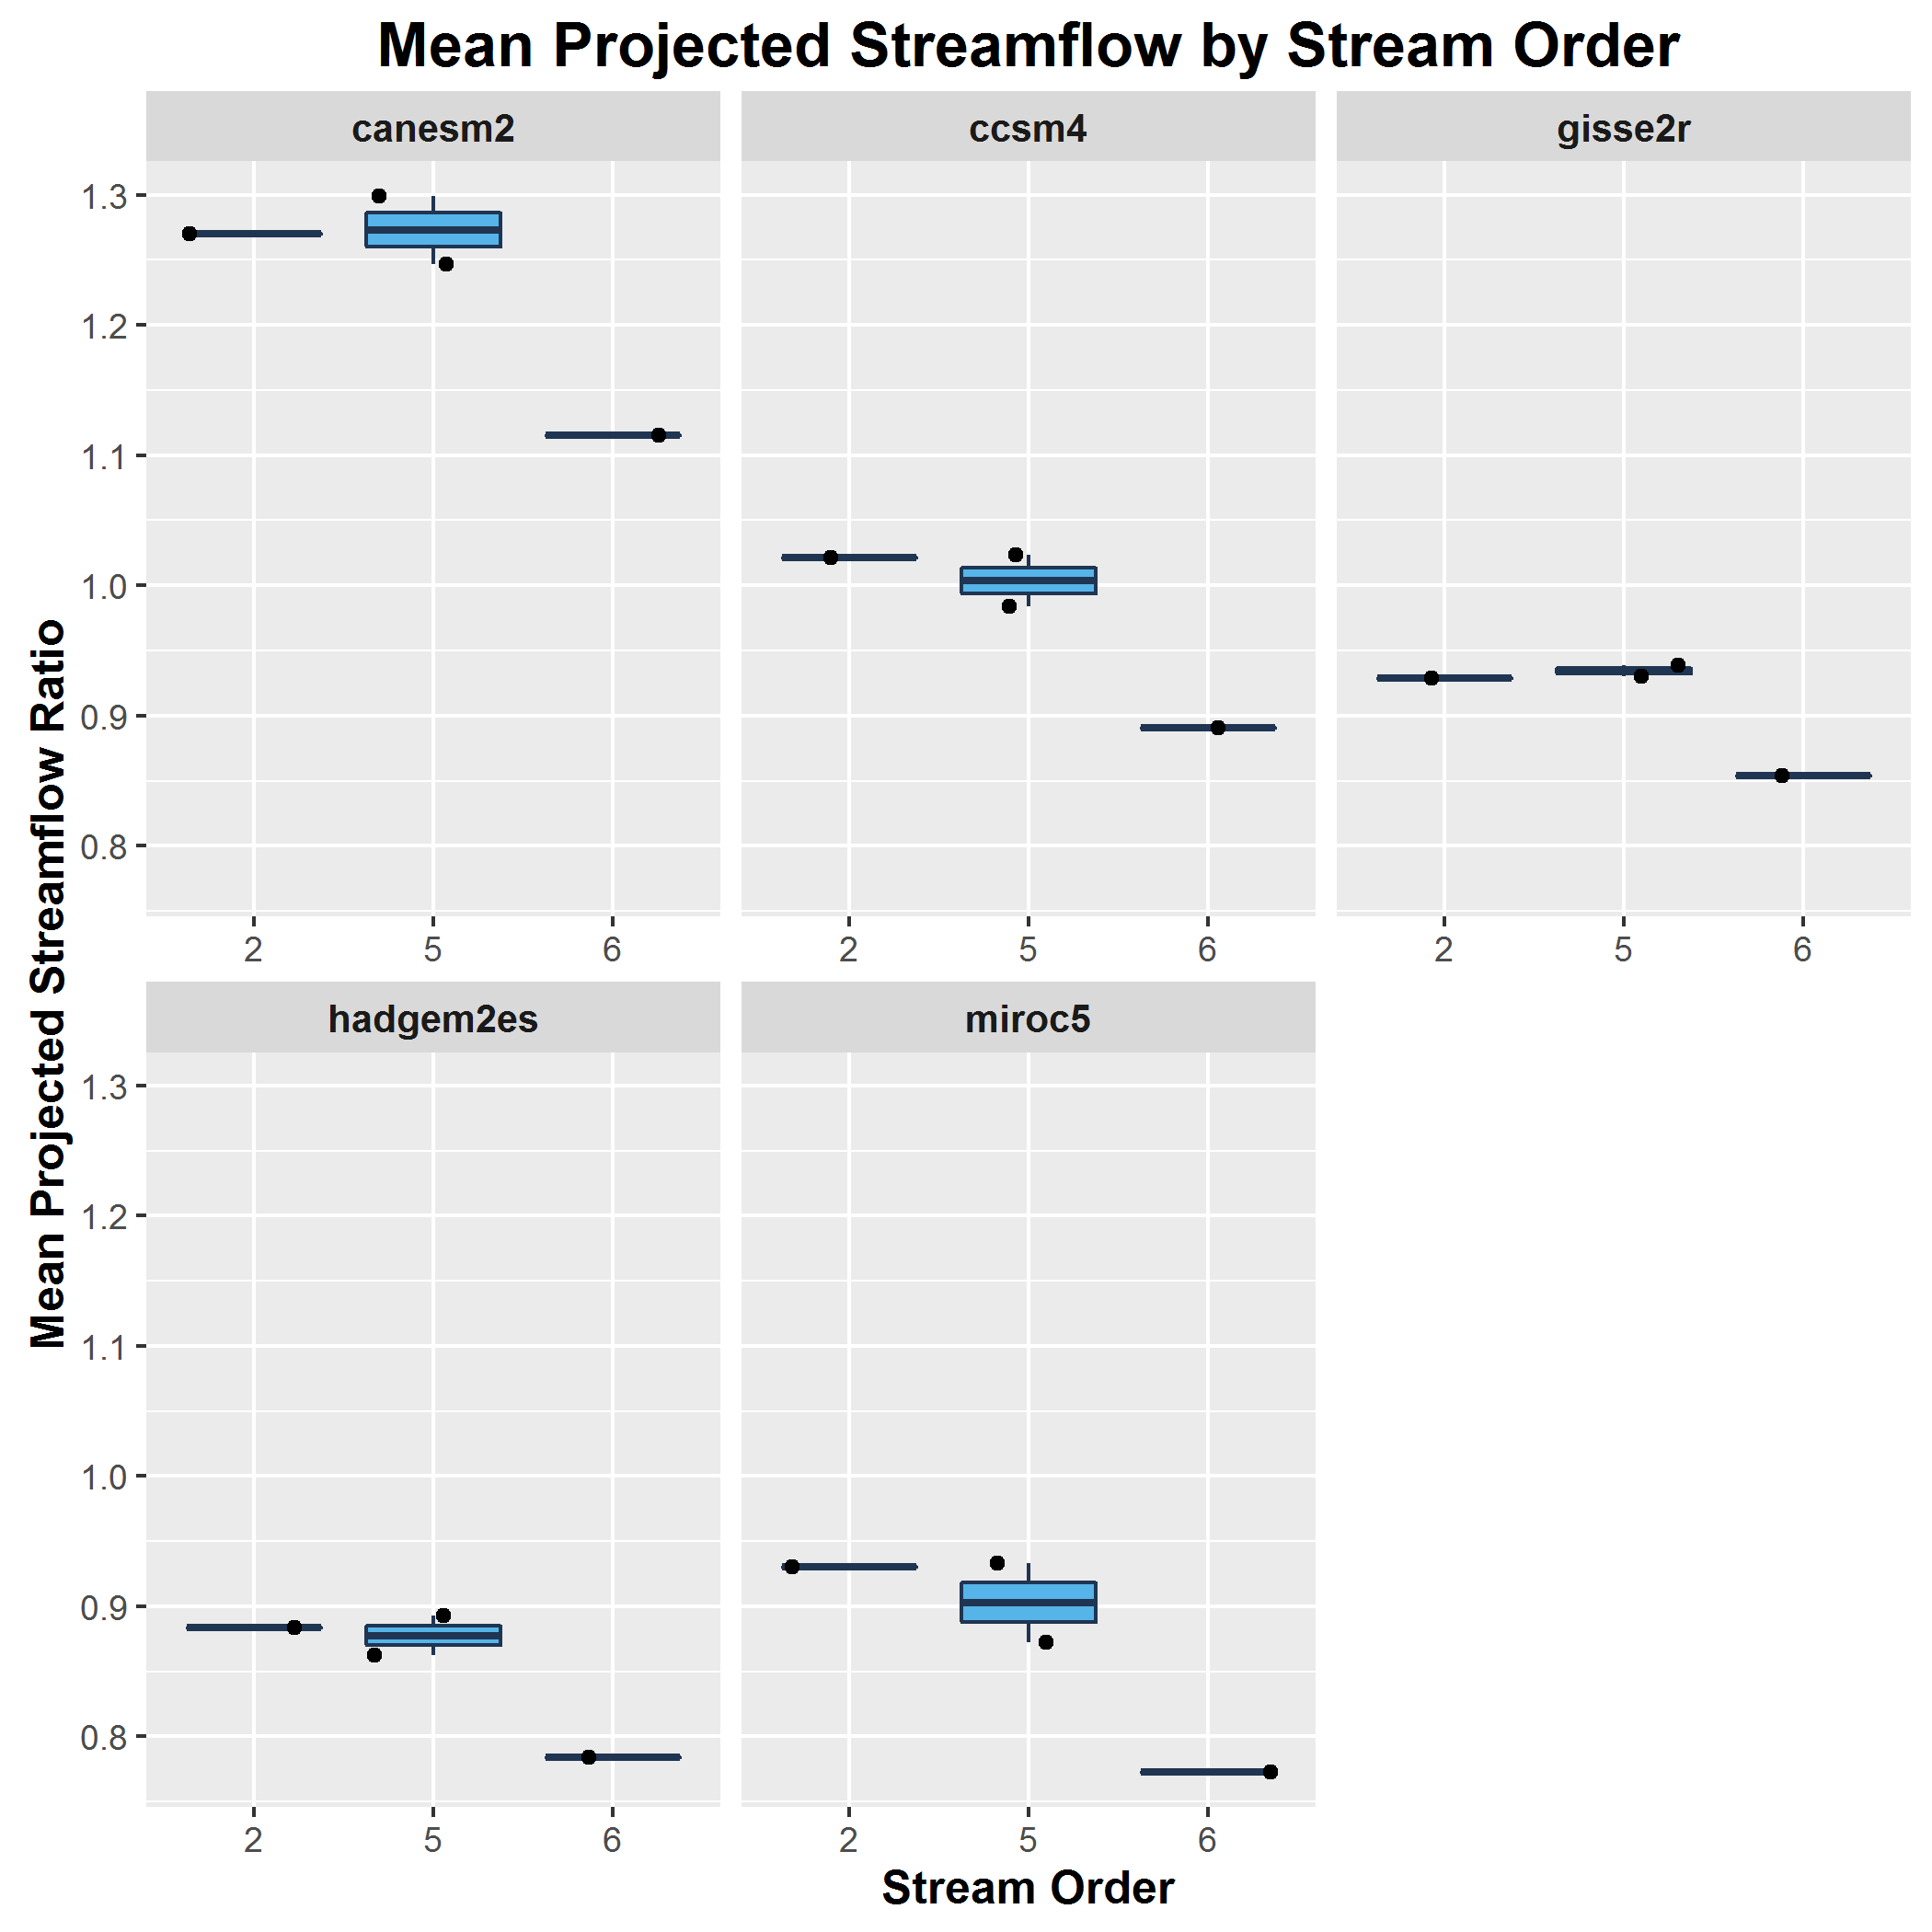 Mean Projected Streamflow by Stream Order
canesm2 ccsm4 gisse2r
1.3
1.2
1.1
1.0
0.9
0.8
2 5 6 2 5 6 2 5 6
Mean Projected Streamflow Ratio
hadgem2es miroc5
1.3
1.2
1.1
1.0
0.9
0.8
2 5 6 2 5 6
Stream Order